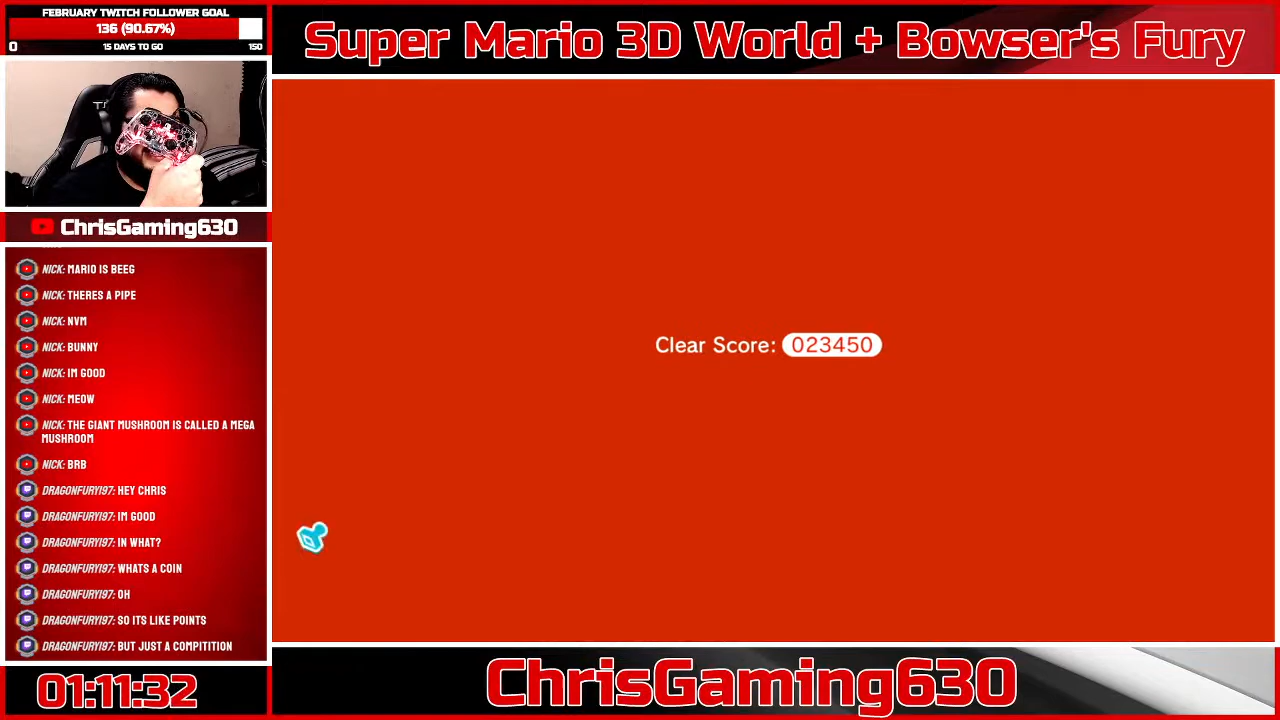 FEBRUARY TWITCH FOLLOWER GOAL
136 (90.67%)
0 15 DAYS TO GO 150
Super Mario 3D World + Bowser's Fury
ChrisGaming630
NICK: MARIO IS BEEG
NICK: THERES A PIPE
NICK: NVM
NICK: BUNNY
NICK: IM GOOD
NICK: MEOW
NICK: THE GIANT MUSHROOM IS CALLED A MEGA
MUSHROOM
NICK: BRB
DRAGONFURY197: HEY CHRIS
DRAGONFURY197: IM GOOD
DRAGONFURY197: IN WHAT?
DRAGONFURY197: WHATS A COIN
DRAGONFURY197: OH
DRAGONFURY197: SO ITS LIKE POINTS
DRAGONFURY197: BUT JUST A COMPITITION
Clear Score: 023450
01:11:32
ChrisGaming630